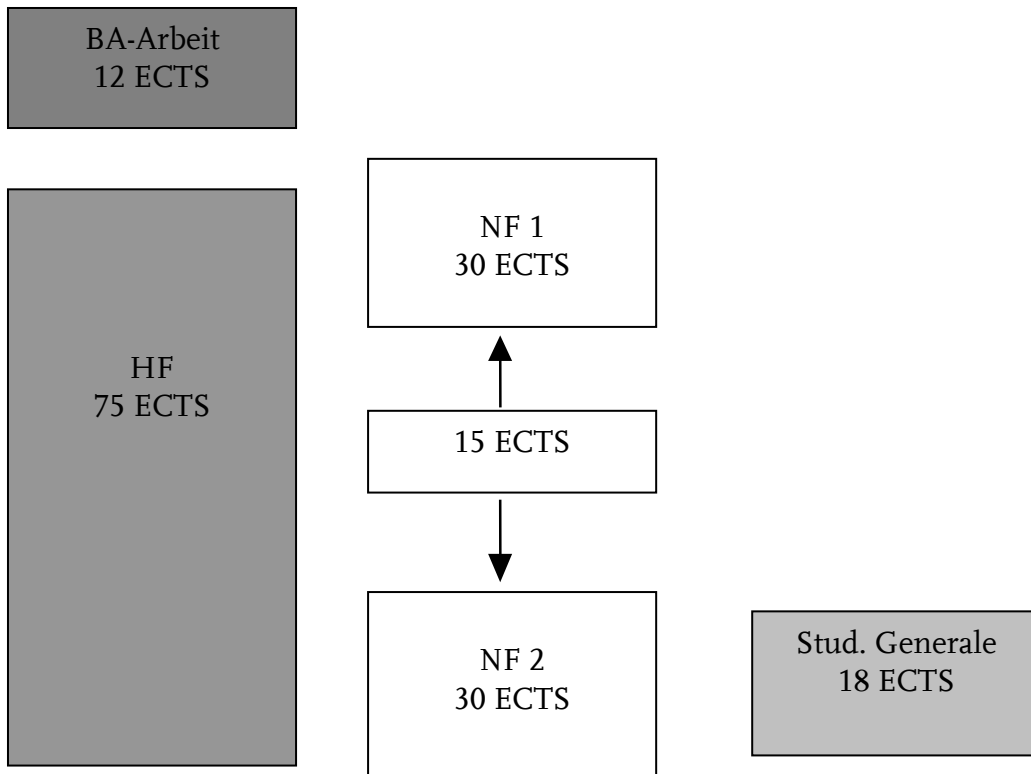 BA-Arbeit
12 ECTS
HF
75 ECTS
NF 1
30 ECTS
15 ECTS
NF 2
30 ECTS
Stud. Generale
18 ECTS